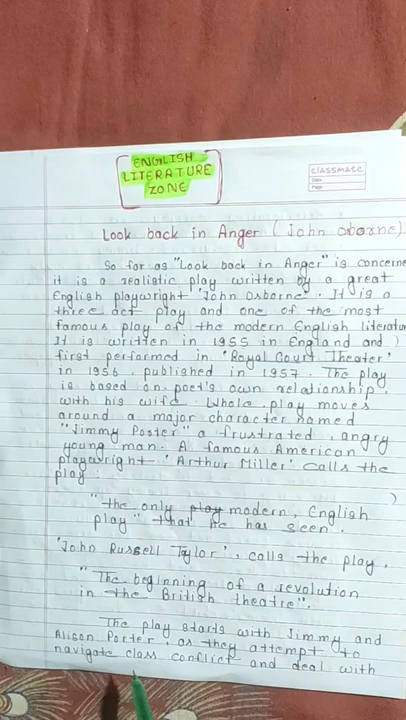 ENGLISH
LITERATURE
ZONE
CLASSMATE
Date
Page
Look back in Anger (John Osborne)
So far as "Look back in Anger" is concerne
it is a realistic play written by a great
English playwright 'John Osborne'. It is a
three act play and one of the most
famous play of the modern English literatur
It is written in 1955 in England and
first performed in 'Royal Court Theater'
in 1956, published in 1957. The play
is based on poet's own relationship
with his wife. Whole play moves
around a major character named
"Jimmy Poster" a frustrated, angry
young man. A famous American
playwright 'Arthur Miller' calls the
play.
"the only play modern, English
play" that he has seen.
'John Russell Taylor', calls the play.
"The beginning of a revolution
in the British theatre".
The play starts with Jimmy and
Alison Porter' as they attempt to
navigate class conflict and deal with